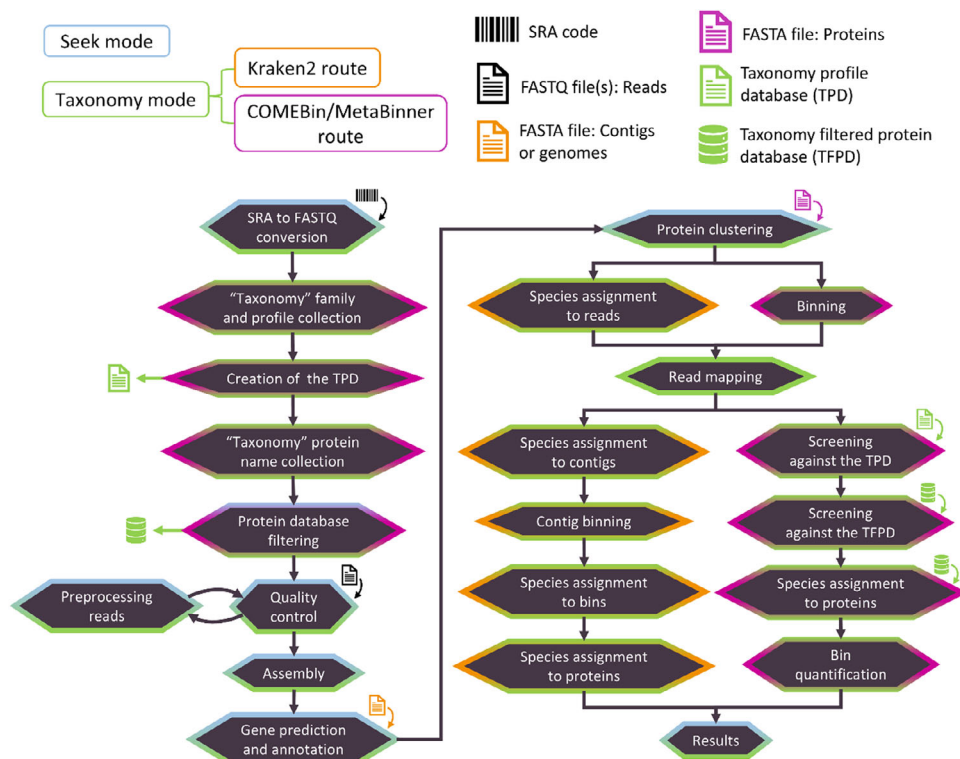 Seek mode
Taxonomy mode
Kraken2 route
COMEBin/MetaBinner
route
SRA code
FASTQ file(s): Reads
FASTA file: Contigs
or genomes
FASTA file: Proteins
Taxonomy profile
database (TPD)
Taxonomy filtered protein
database (TFPD)
SRA to FASTQ
conversion
"Taxonomy" family
and profile collection
Creation of the TPD
"Taxonomy" protein
name collection
Protein database
filtering
Preprocessing
reads
Quality
control
Assembly
Gene prediction
and annotation
Protein clustering
Species assignment
to reads
Binning
Read mapping
Species assignment
to contigs
Contig binning
Species assignment
to bins
Species assignment
to proteins
Screening
against the TPD
Screening
against the TFPD
Species assignment
to proteins
Bin
quantification
Results